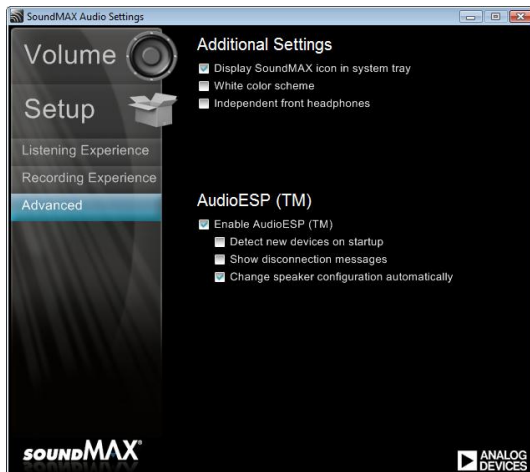 SoundMAX Audio Settings
Volume
Setup
Listening Experience
Recording Experience
Advanced
Additional Settings
Display SoundMAX icon in system tray
White color scheme
Independent front headphones
AudioESP (TM)
Enable AudioESP (TM)
Detect new devices on startup
Show disconnection messages
Change speaker configuration automatically
SOUNDMAX®
ANALOG
DEVICES